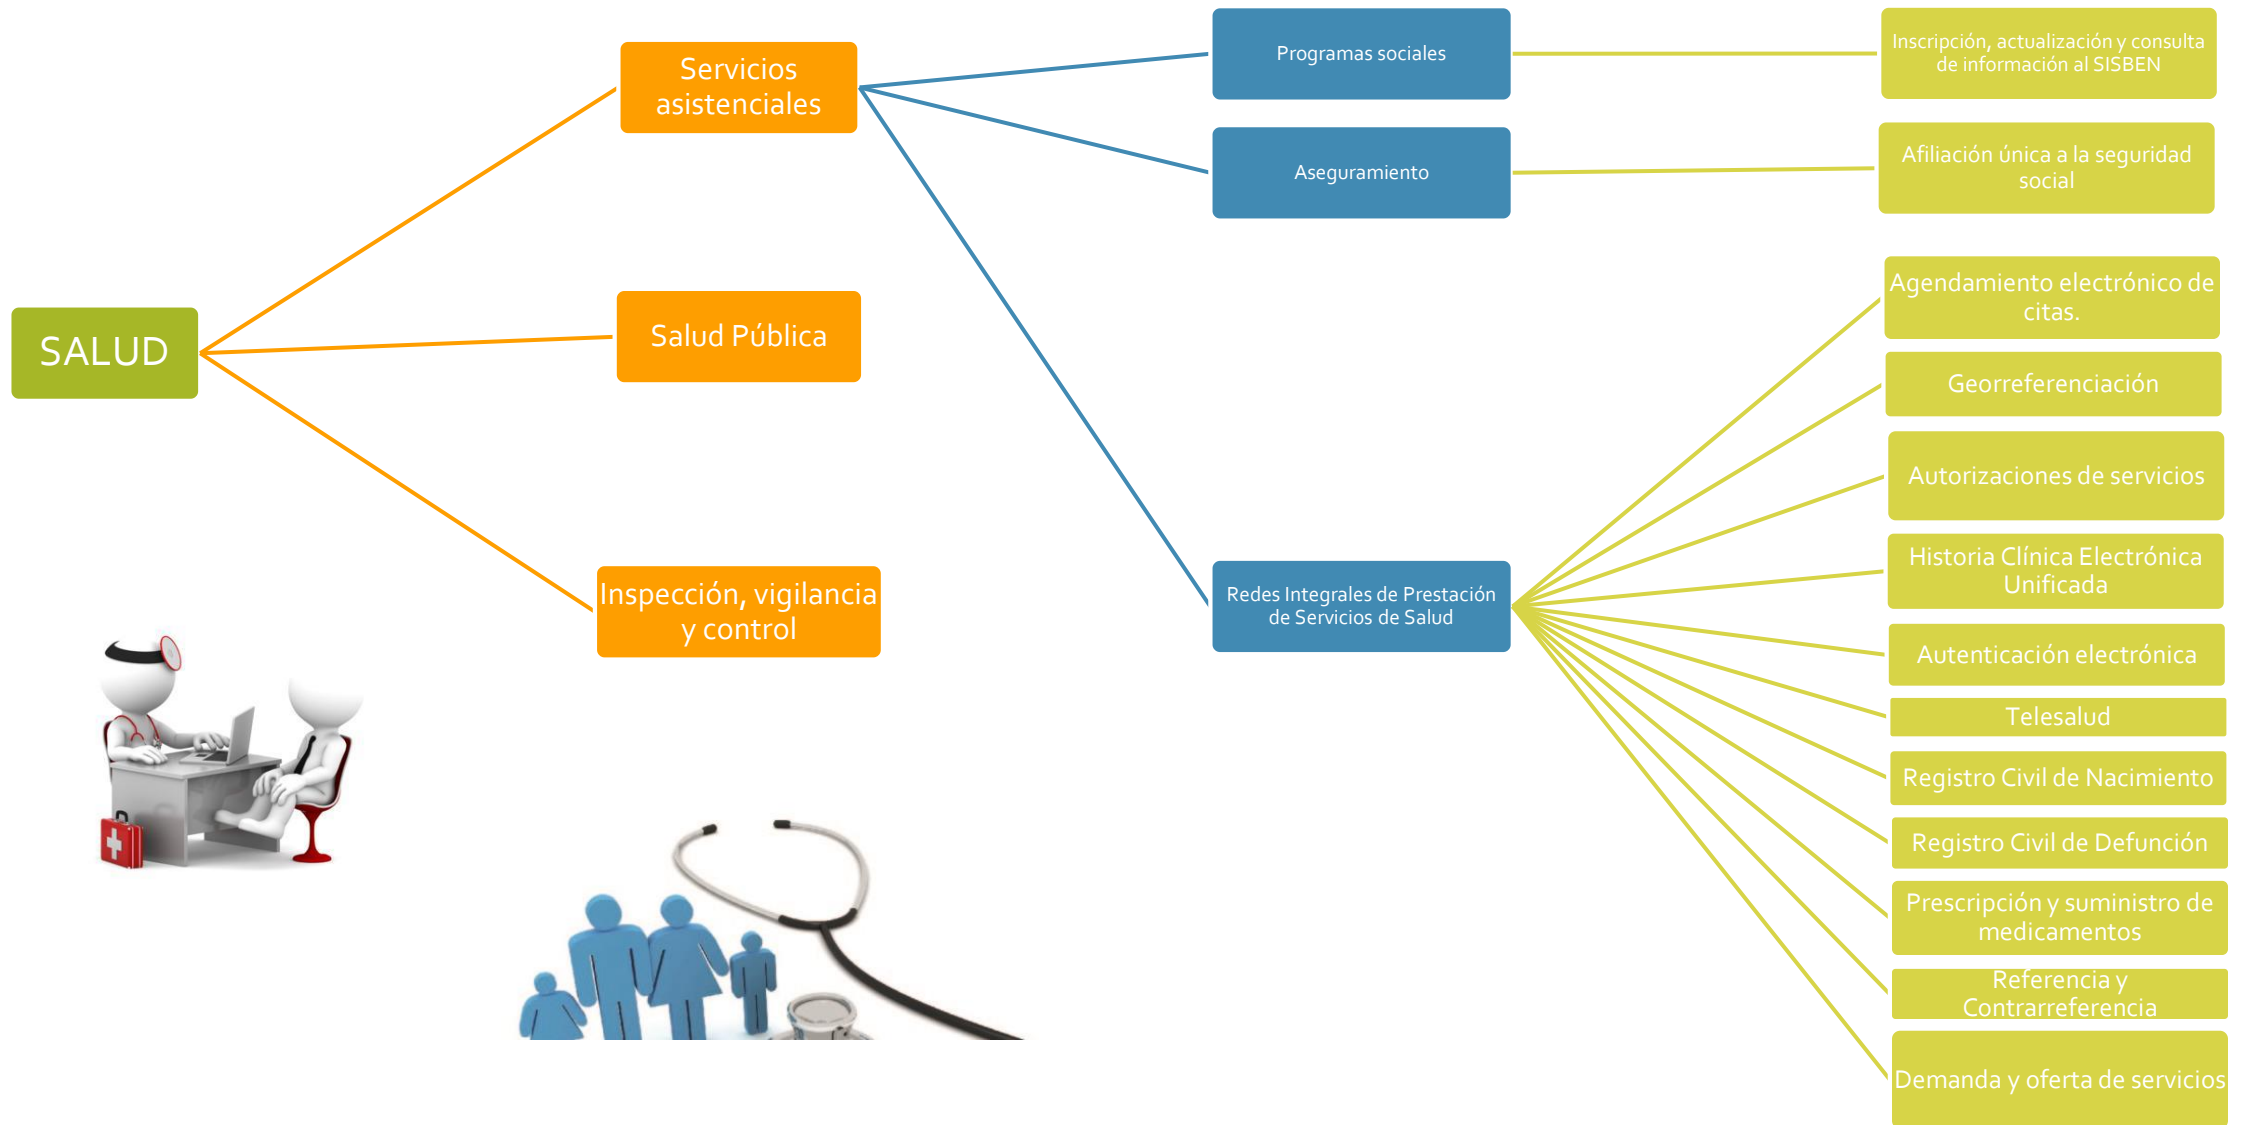 SALUD
Servicios
asistenciales
Salud Pública
Inspección, vigilancia
y control
Programas sociales
Aseguramiento
Redes Integrales de Prestación
de Servicios de Salud
Inscripción, actualización y consulta
de información al SISBEN
Afiliación única a la seguridad
social
Agendamiento electrónico de
citas.
Georreferenciación
Autorizaciones de servicios
Historia Clínica Electrónica
Unificada
Autenticación electrónica
Telesalud
Registro Civil de Nacimiento
Registro Civil de Defunción
Prescripción y suministro de
medicamentos
Referencia y
Contrarreferencia
Demanda y oferta de servicios